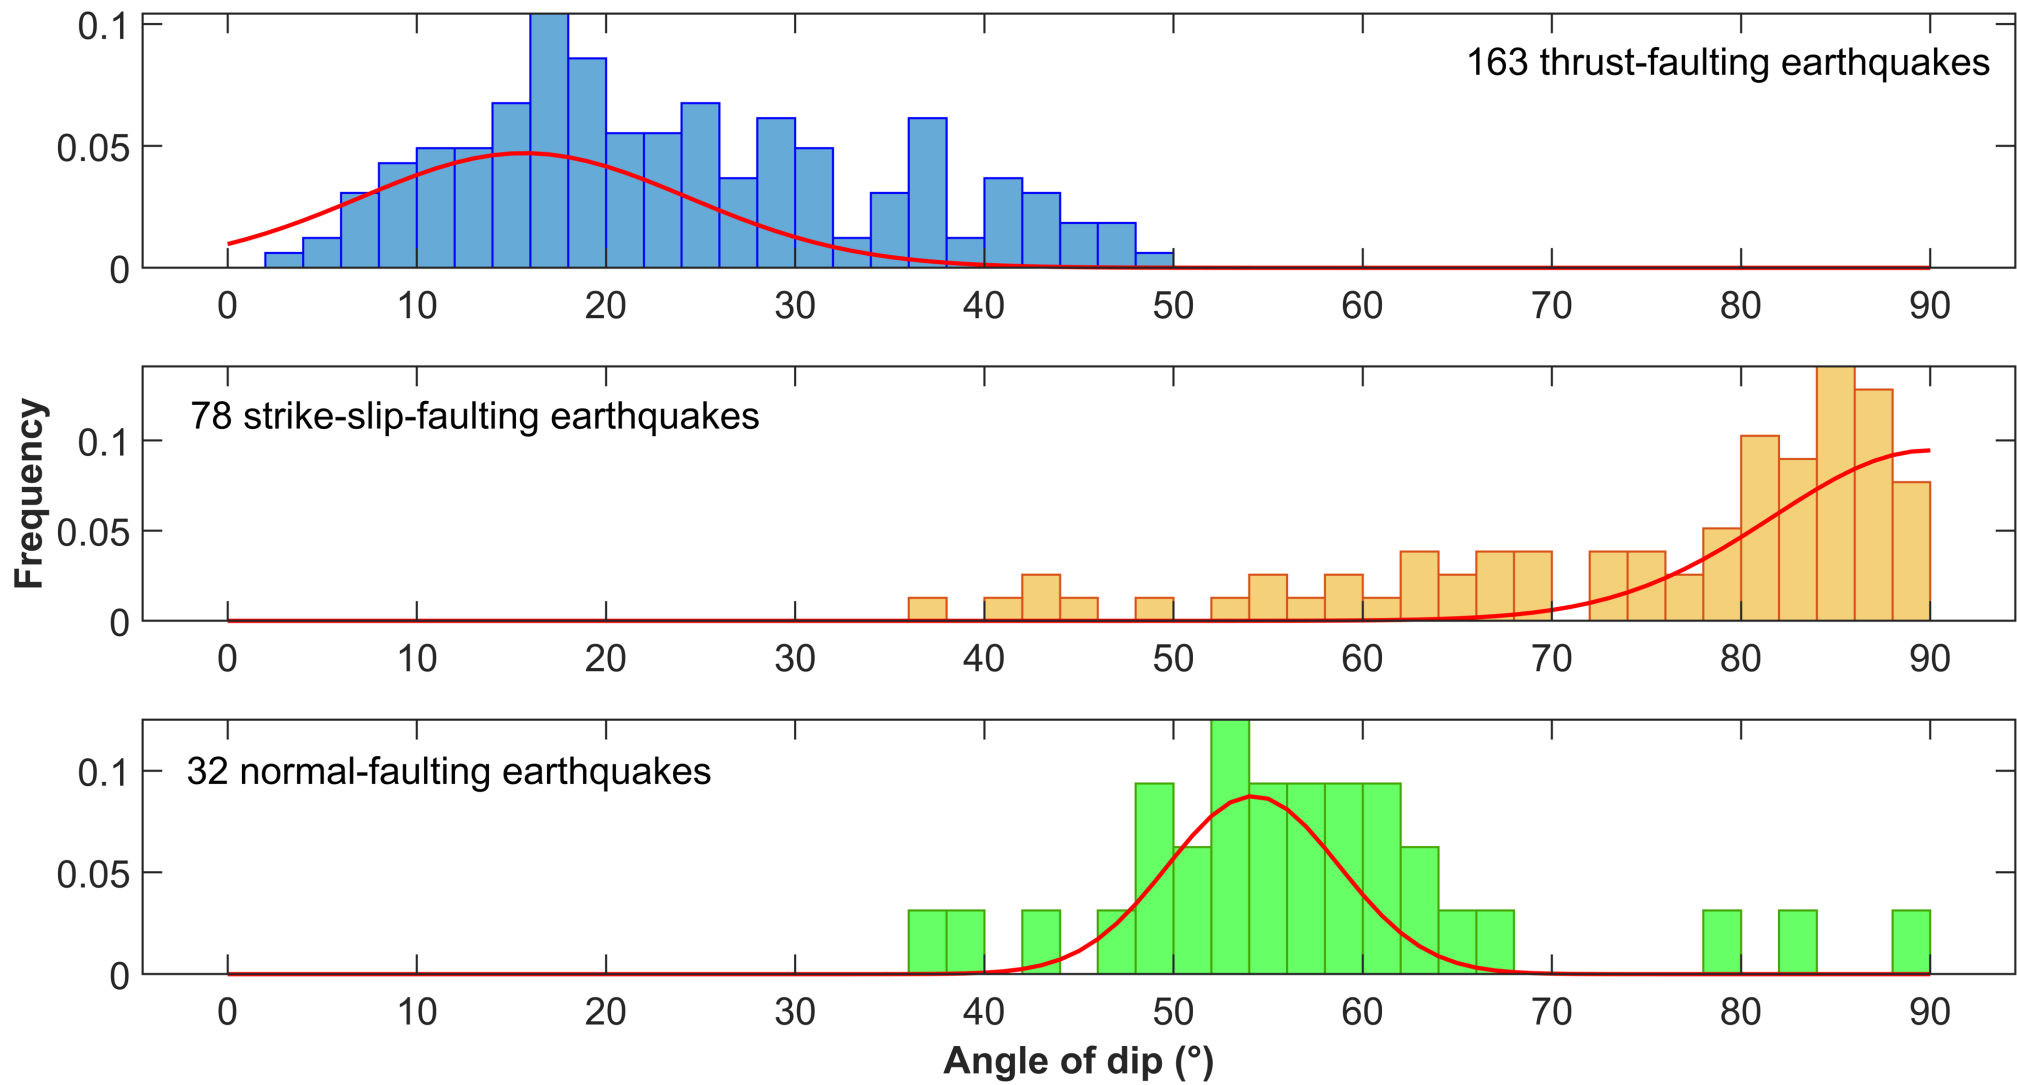 0.1
163 thrust-faulting earthquakes
0.05
0
0 10 20 30 40 50 60 70 80 90
78 strike-slip-faulting earthquakes
0.1
Frequency
0.05
0
0 10 20 30 40 50 60 70 80 90
32 normal-faulting earthquakes
0.1
0.05
0
0 10 20 30 40 50 60 70 80 90
Angle of dip (°)